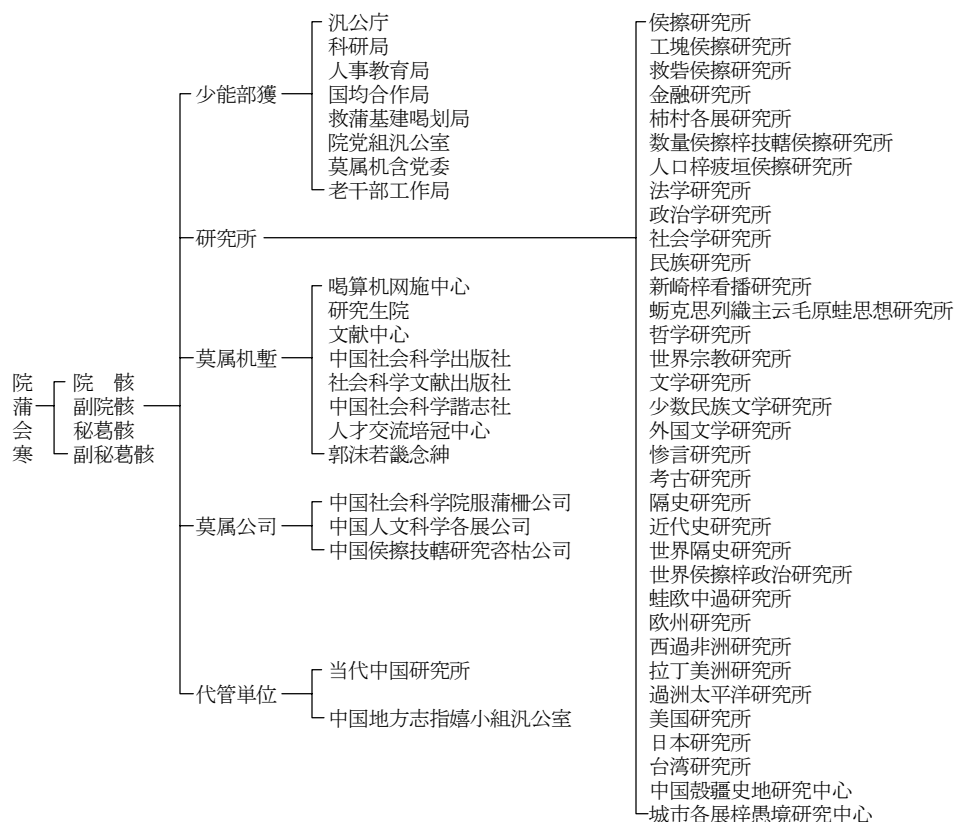 院蒲会寒
院　骸
副院骸
秘葛骸
副秘葛骸
少能部獲
汎公庁
科研局
人事教育局
国均合作局
救蒲基建喝划局
院党組汎公室
莫属机含党委
老干部工作局
研究所
侯擦研究所
工塊侯擦研究所
救砦侯擦研究所
金融研究所
柿村各展研究所
数量侯擦梓技轄侯擦研究所
人口梓疲垣侯擦研究所
法学研究所
政治学研究所
社会学研究所
民族研究所
新崎梓看播研究所
蛎克思列織主云毛原蛙思想研究所
哲学研究所
世界宗教研究所
文学研究所
少数民族文学研究所
外国文学研究所
惨言研究所
考古研究所
隔史研究所
近代史研究所
世界隔史研究所
世界侯擦梓政治研究所
蛙欧中過研究所
欧州研究所
西過非洲研究所
拉丁美洲研究所
過洲太平洋研究所
美国研究所
日本研究所
台湾研究所
中国殻疆史地研究中心
城市各展梓愚境研究中心
莫属机塹
喝算机网施中心
研究生院
文献中心
中国社会科学出版社
社会科学文献出版社
中国社会科学諧志社
人才交流培冠中心
郭沫若畿念紳
莫属公司
中国社会科学院服蒲柵公司
中国人文科学各展公司
中国侯擦技轄研究咨枯公司
代管単位
当代中国研究所
中国地方志指嬉小組汎公室